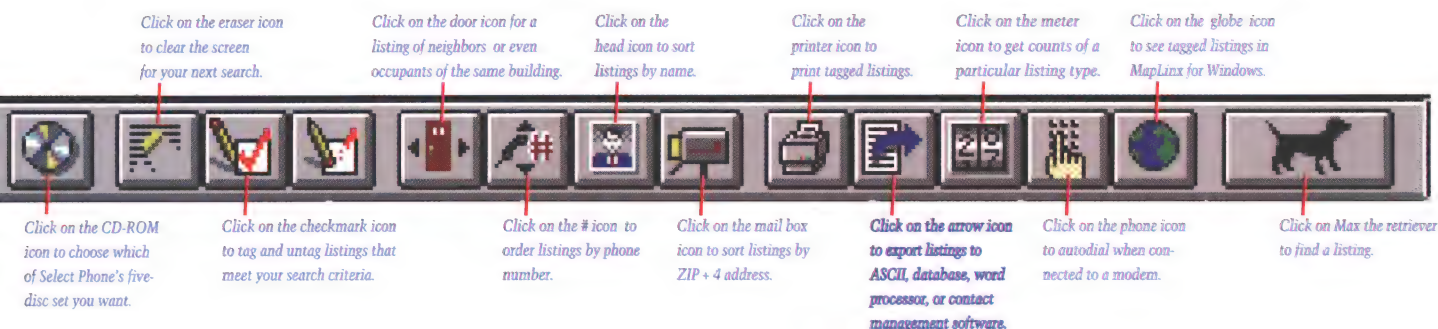 Click on the eraser icon
to clear the screen
for your next search.
Click on the door icon for a
listing of neighbors or even
occupants of the same building.
Click on the
head icon to sort
listings by name.
Click on the
printer icon to
print tagged listings.
Click on the meter
icon to get counts of a
particular listing type.
Click on the globe icon
to see tagged listings in
MapLinx for Windows.
#
29
Click on the CD-ROM
icon to choose which
of Select Phone's five-
disc set you want.
Click on the checkmark icon
to tag and untag listings that
meet your search criteria.
Click on the # icon to
order listings by phone
number.
Click on the mail box
icon to sort listings by
ZIP + 4 address.
Click on the arrow icon
to export listings to
ASCII, database, word
processor, or contact
management software.
Click on the phone icon
to autodial when con-
nected to a modem.
Click on Max the retriever
to find a listing.